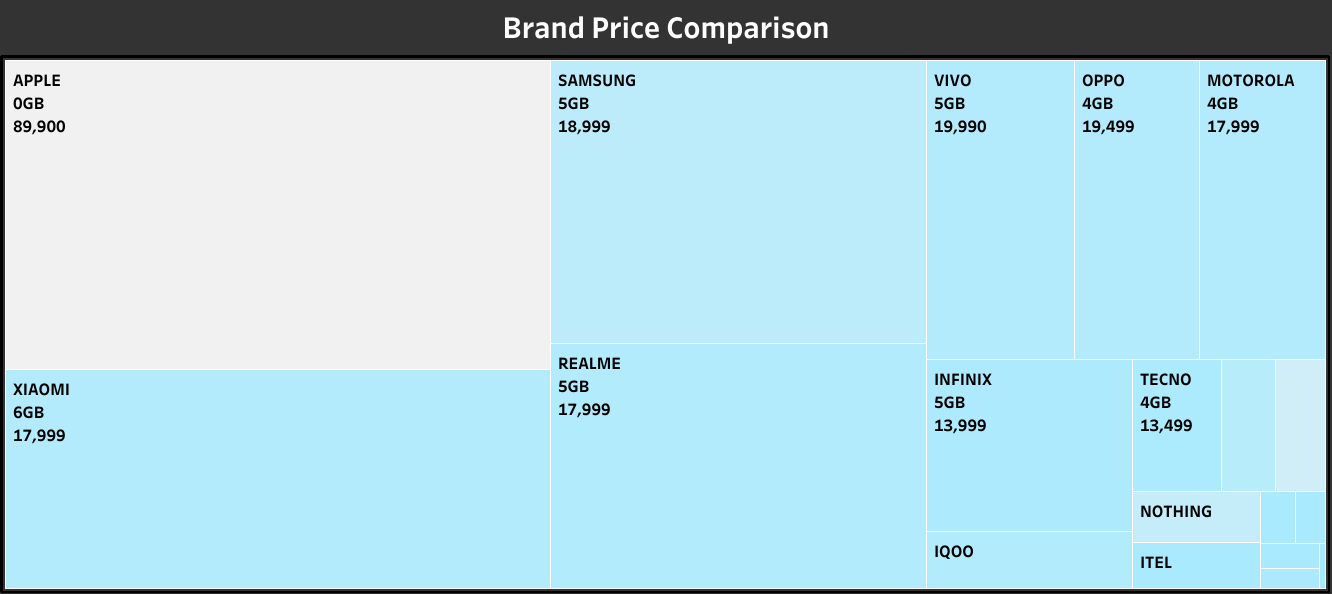 Brand Price Comparison
APPLE
0GB
89,900
SAMSUNG
5GB
18,999
VIVO
5GB
19,990
OPPO
4GB
19,499
MOTOROLA
4GB
17,999
XIAOMI
6GB
17,999
REALME
5GB
17,999
INFINIX
5GB
13,999
TECNO
4GB
13,499
NOTHING
IQOO
ITEL